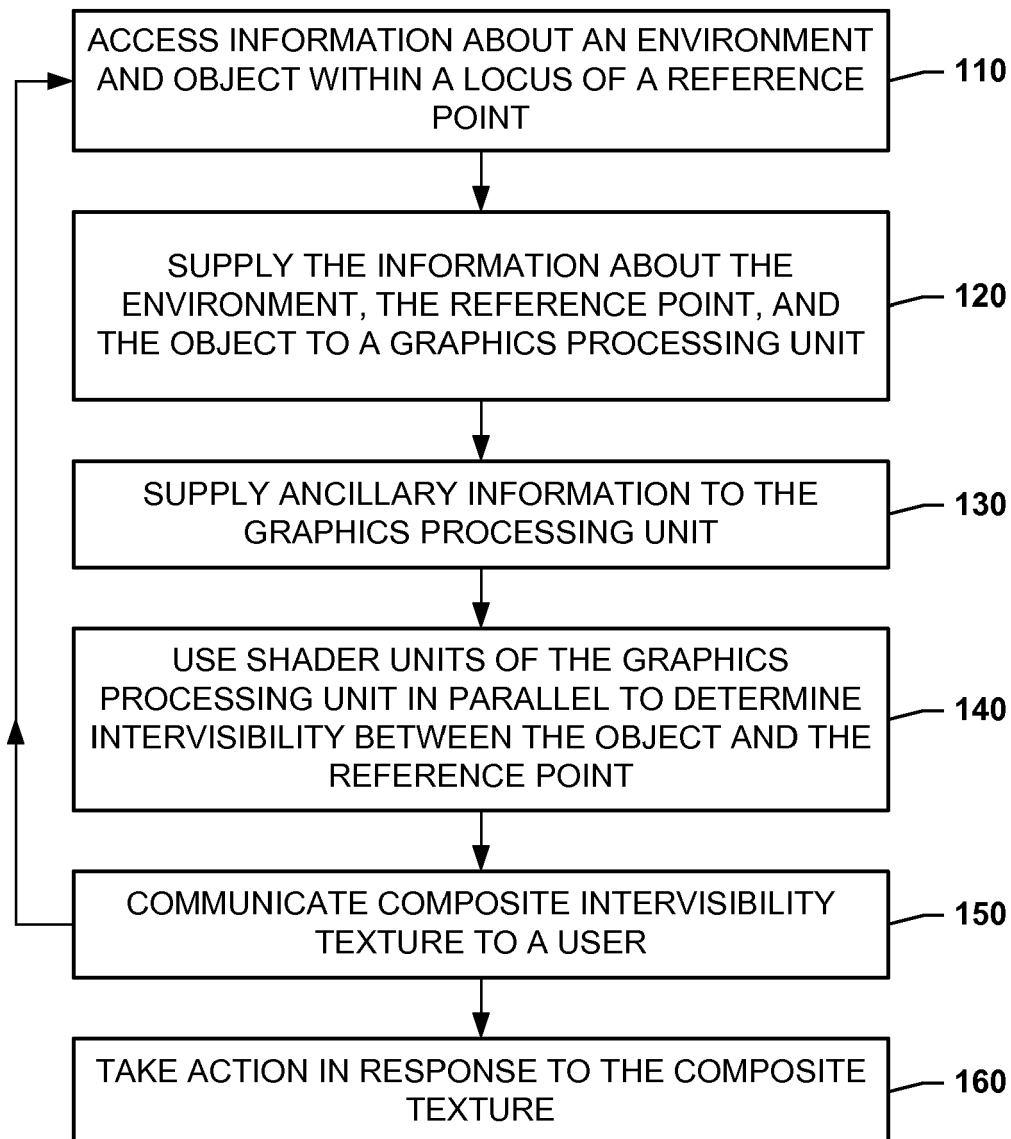 ACCESS INFORMATION ABOUT AN ENVIRONMENT
AND OBJECT WITHIN A LOCUS OF A REFERENCE
POINT
110
SUPPLY THE INFORMATION ABOUT THE
ENVIRONMENT, THE REFERENCE POINT, AND
THE OBJECT TO A GRAPHICS PROCESSING UNIT
120
SUPPLY ANCILLARY INFORMATION TO THE
GRAPHICS PROCESSING UNIT
130
USE SHADER UNITS OF THE GRAPHICS
PROCESSING UNIT IN PARALLEL TO DETERMINE
INTERVISIBILITY BETWEEN THE OBJECT AND THE
REFERENCE POINT
140
COMMUNICATE COMPOSITE INTERVISIBILITY
TEXTURE TO A USER
150
TAKE ACTION IN RESPONSE TO THE COMPOSITE
TEXTURE
160